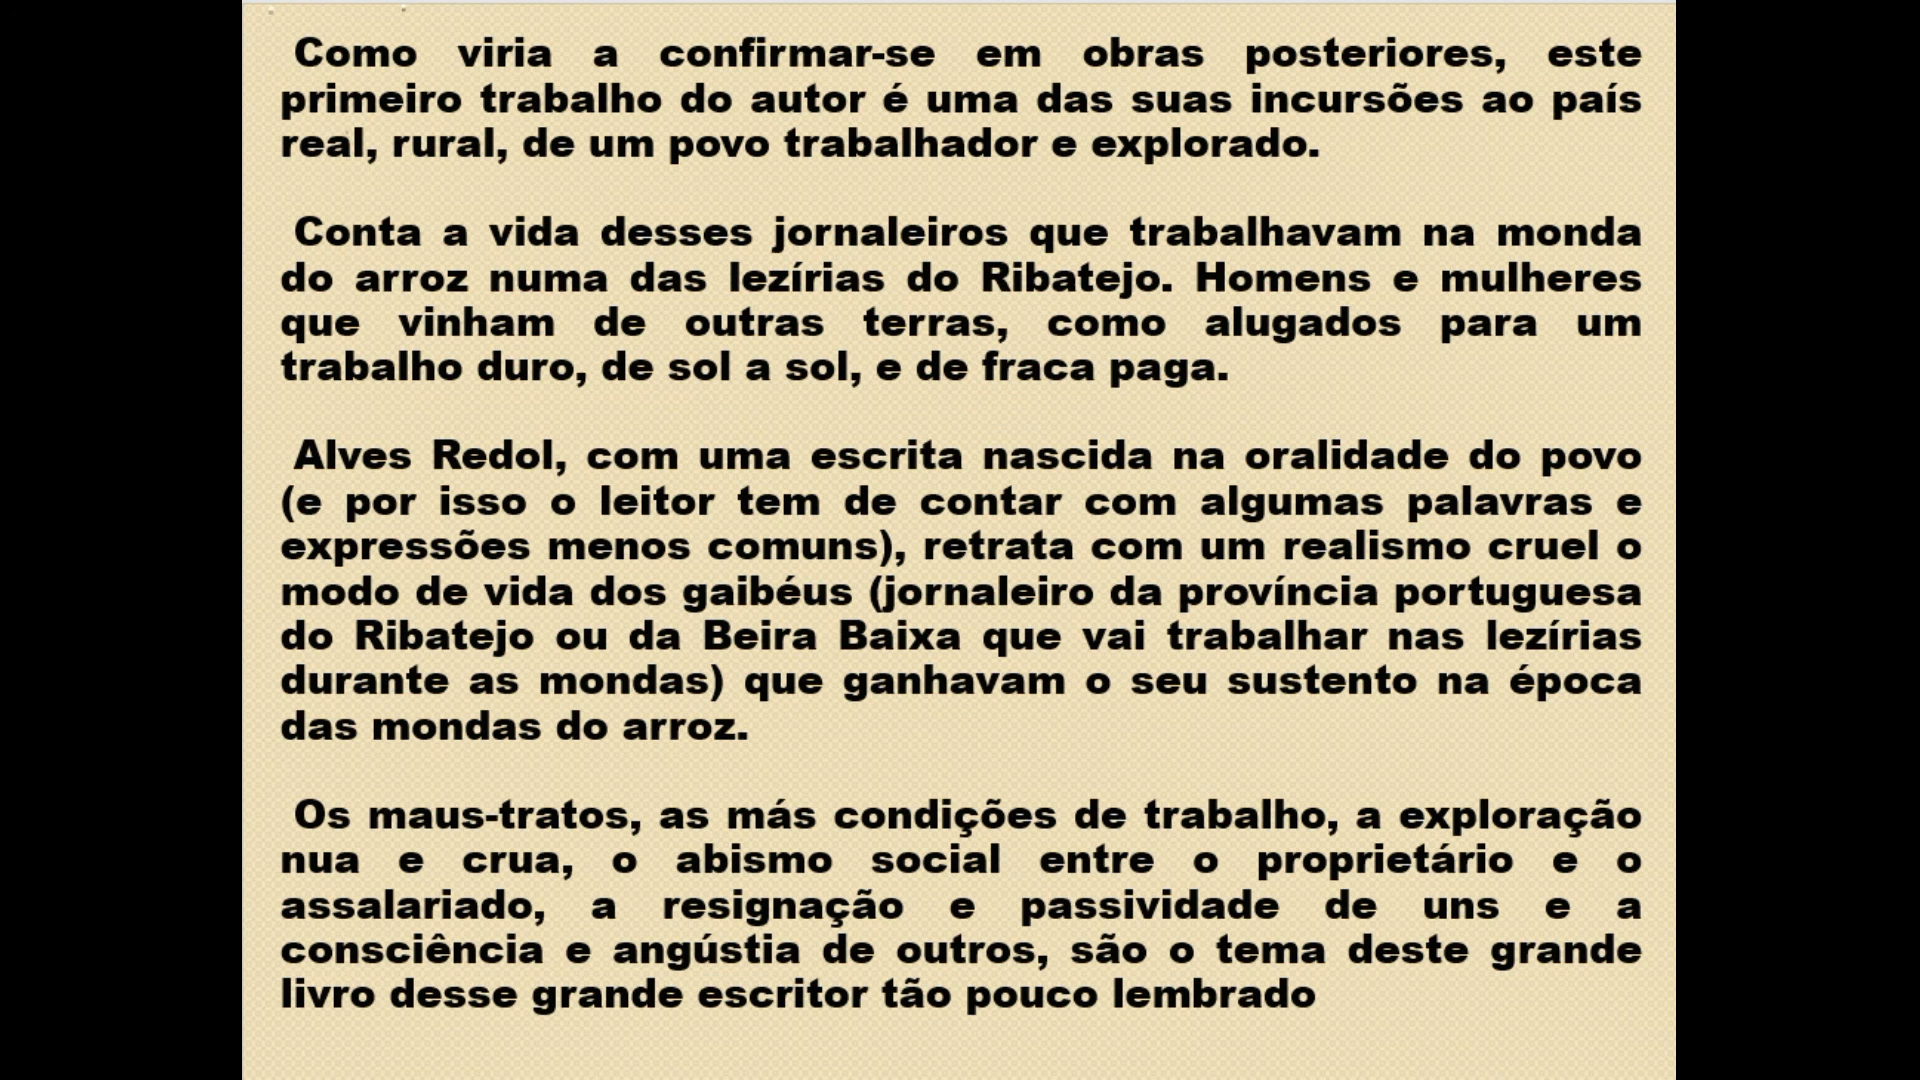 Como viria a confirmar-se em obras posteriores, este
primeiro trabalho do autor é uma das suas incursões ao país
real, rural, de um povo trabalhador e explorado.
Conta a vida desses jornaleiros que trabalhavam na monda
do arroz numa das lezírias do Ribatejo. Homens e mulheres
que vinham de outras terras, como alugados para um
trabalho duro, de sol a sol, e de fraca paga.
Alves Redol, com uma escrita nascida na oralidade do povo
(e por isso o leitor tem de contar com algumas palavras e
expressões menos comuns), retrata com um realismo cruel o
modo de vida dos gaibéus (jornaleiro da província portuguesa
do Ribatejo ou da Beira Baixa que vai trabalhar nas lezírias
durante as mondas) que ganhavam o seu sustento na época
das mondas do arroz.
Os maus-tratos, as más condições de trabalho, a exploração
nua e crua, o abismo social entre o proprietário e o
assalariado, a resignação e passividade de uns e a
consciência e angústia de outros, são o tema deste grande
livro desse grande escritor tão pouco lembrado